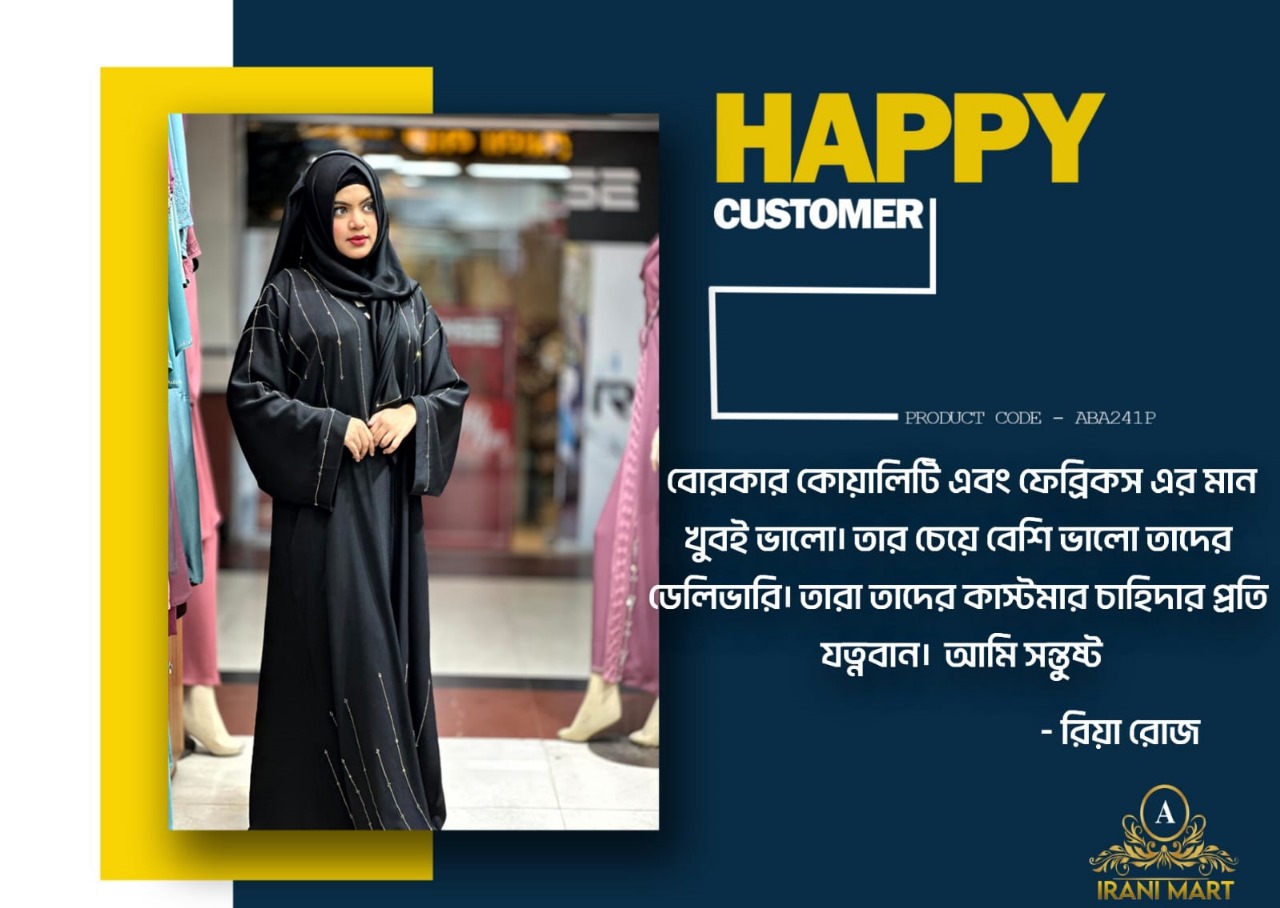 HAPPY
CUSTOMER
PRODUCT CODE - ABA241P
বোরকার কোয়ালিটি এবং ফেব্রিকস এর মান
খুবই ভালো। তার চেয়ে বেশি ভালো তাদের
ডেলিভারি। তারা তাদের কাস্টমার চাহিদার প্রতি
যত্নবান। আমি সন্তুষ্ট
- রিয়া রোজ
A
IRANI MART